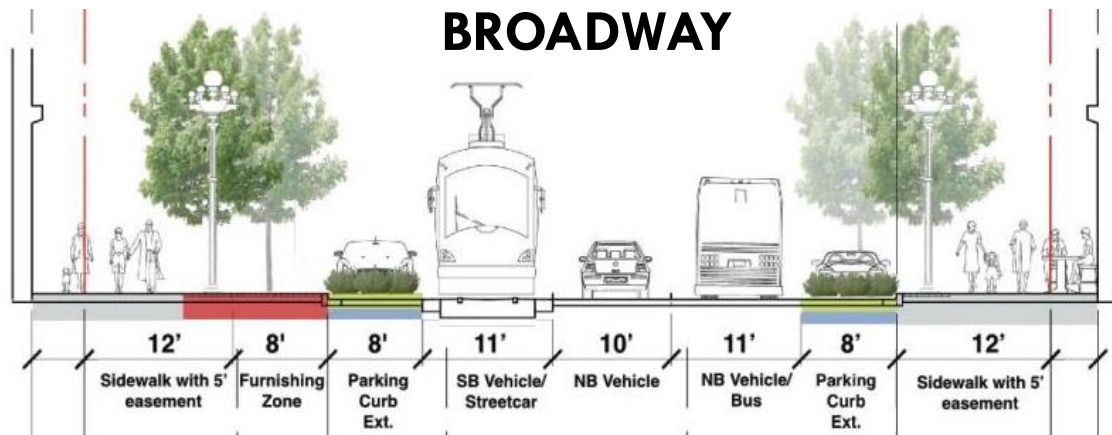 BROADWAY
12’ 8' 8' 11’ 10’ 11’ 8’ 12’
Sidewalk with 5’
easement
Furnishing
Zone
Parking
Curb
Ext.
SB Vehicle/
Streetcar
NB Vehicle
NB Vehicle/
Bus
Parking
Curb
Ext.
Sidewalk with 5’
easement